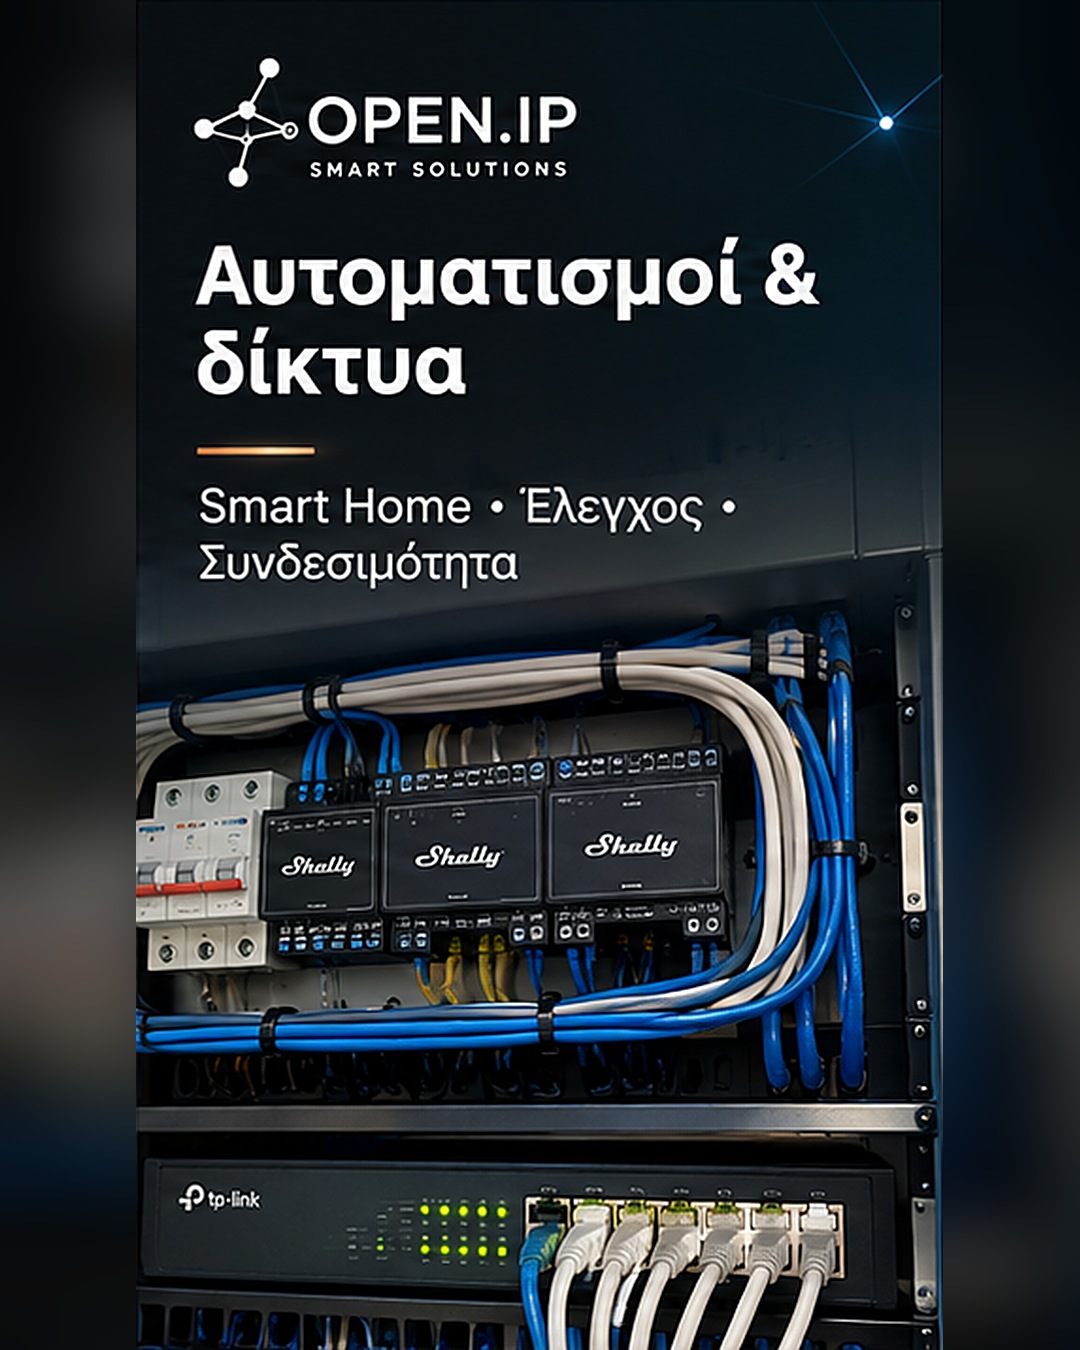 OPEN.IP
SMART SOLUTIONS
Αυτοματισμοί &
δίκτυα
Smart Home • Έλεγχος •
Συνδεσιμότητα
Shelly
Shelly
Shelly
tp-link